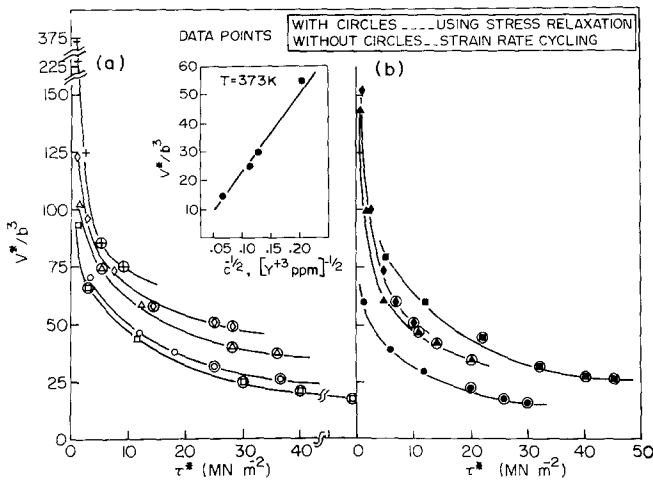 DATA POINTS
WITH CIRCLES ____ USING STRESS RELAXATION
WITHOUT CIRCLES __ STRAIN RATE CYCLING
(a)
(b)
375
225
125
100
75
50
25
0
V*/b³
T=373K
60
50
40
30
20
10
V*/b³
.05 .10 .15 .20
c̄^-1/2, [Y+3 ppm]^-1/2
0 10 20 30 40
τ* (MN m̄²)
0 10 20 30 40 50
τ* (MN m̄²)